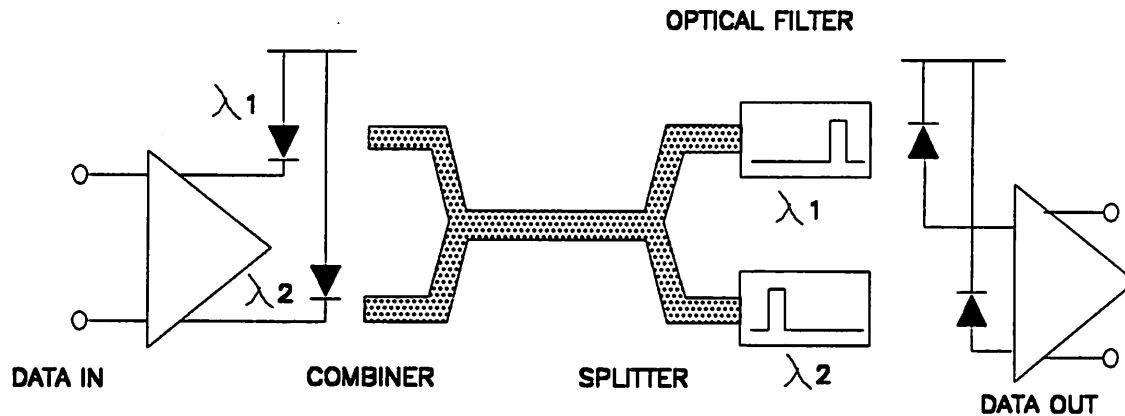 OPTICAL FILTER
λ1
λ1
λ2
λ2
DATA IN
COMBINER
SPLITTER
DATA OUT